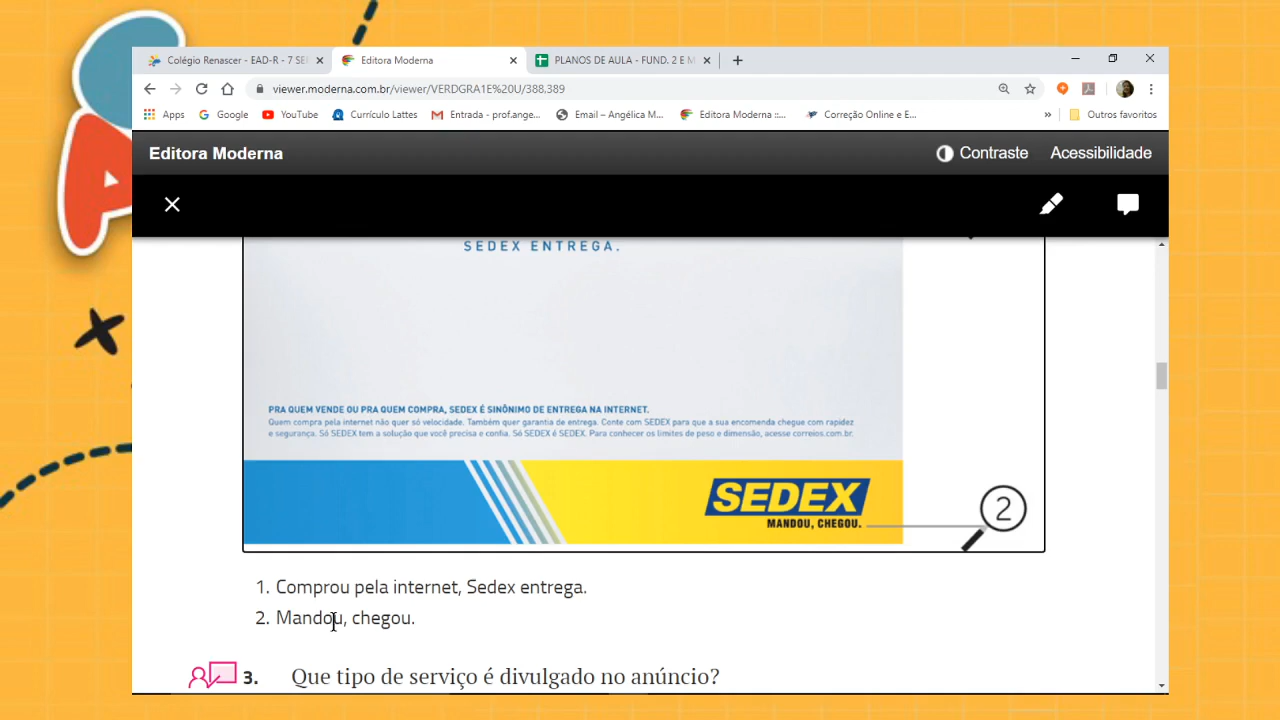 Colégio Renascer - EAD-R - 7 SÉ
Editora Moderna
PLANOS DE AULA - FUND. 2 E M
viewer.moderna.com.br/viewer/VERDGRA1E%20U/388,389
Apps
Google
YouTube
Currículo Lattes
Entrada - prof.ange...
Email – Angélica M...
Editora Moderna ::...
Correção Online e E...
»
Outros favoritos
Editora Moderna
Contraste
Acessibilidade
SEDEX ENTREGA.
PRA QUEM VENDE OU PRA QUEM COMPRA, SEDEX É SINÔNIMO DE ENTREGA NA INTERNET.
Quem compra pela internet não quer só velocidade. Também quer garantia de entrega. Conte com SEDEX para que a sua encomenda chegue com rapidez
e segurança. Só SEDEX tem a solução que você precisa e confia. Só SEDEX é SEDEX. Para conhecer os limites de peso e dimensão, acesse correios.com.br.
SEDEX
MANDOU, CHEGOU.
2
1. Comprou pela internet, Sedex entrega.
2. Mandou, chegou.
3. Que tipo de serviço é divulgado no anúncio?